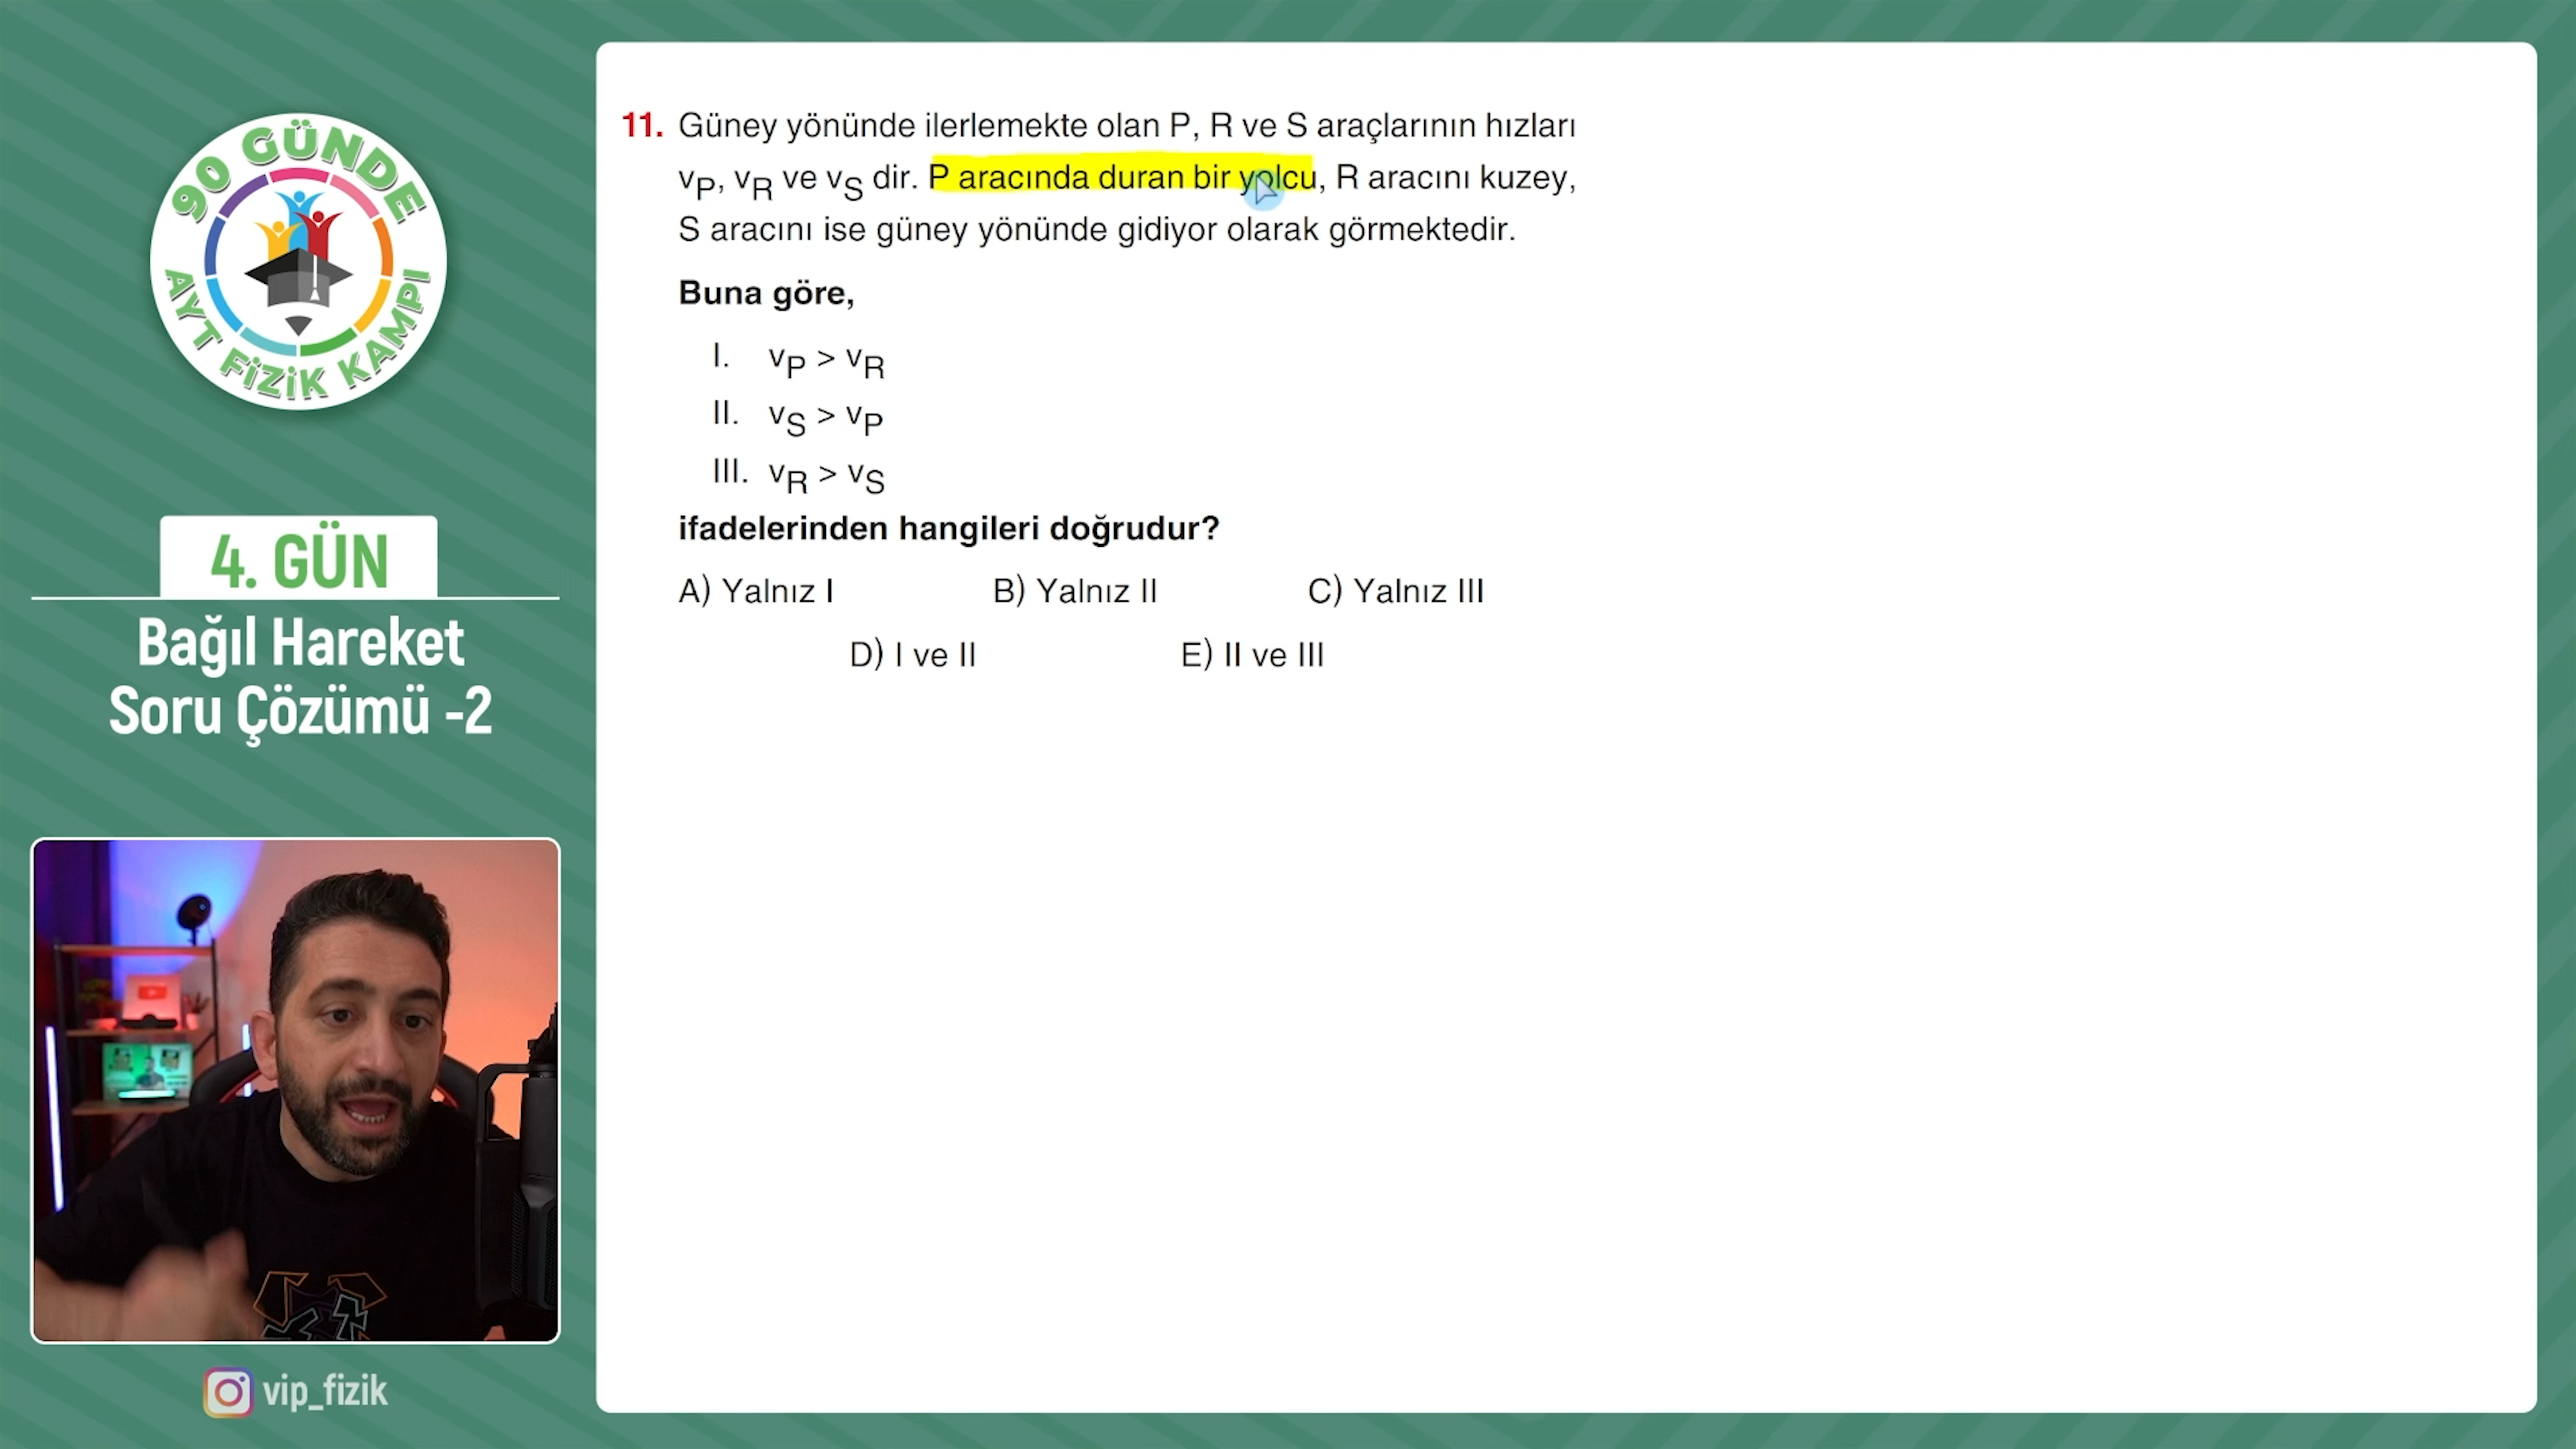 90 GÜNDE
AYT FİZİK KAMPI
4. GÜN
Bağıl Hareket
Soru Çözümü -2
vip_fizik
11. Güney yönünde ilerlemekte olan P, R ve S araçlarının hızları
vP, vR ve vS dir. P aracında duran bir yolcu, R aracını kuzey,
S aracını ise güney yönünde gidiyor olarak görmektedir.
Buna göre,
I. vP > vR
II. vS > vP
III. vR > vS
ifadelerinden hangileri doğrudur?
A) Yalnız I B) Yalnız II C) Yalnız III
D) I ve II E) II ve III